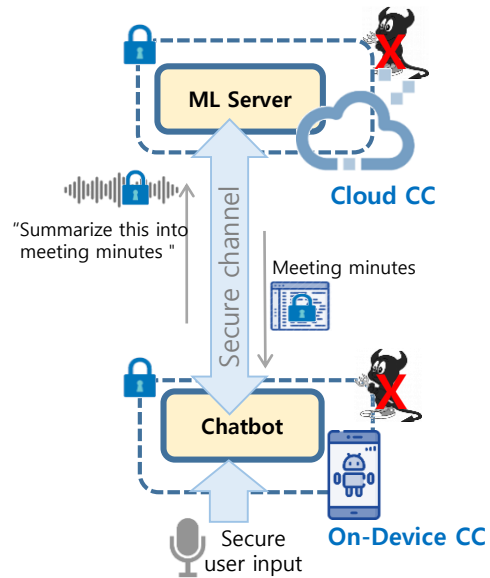 ML Server
Cloud CC
"Summarize this into
meeting minutes "
Secure channel
Meeting minutes
Chatbot
On-Device CC
Secure
user input